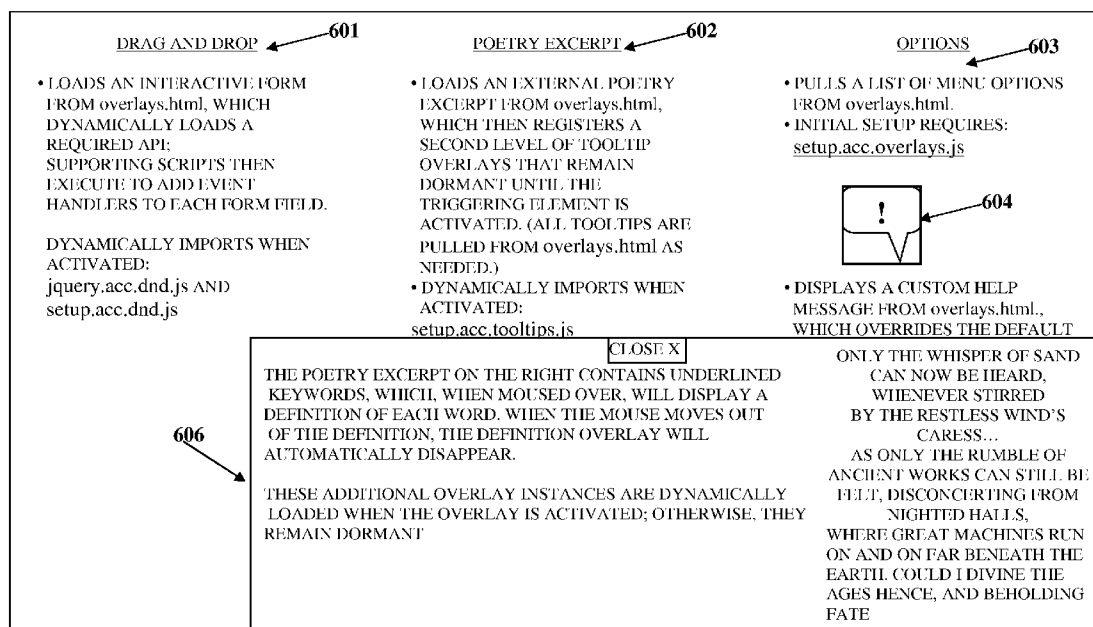 DRAG AND DROP
601
• LOADS AN INTERACTIVE FORM
FROM overlays.html, WHICH
DYNAMICALLY LOADS A
REQUIRED API;
SUPPORTING SCRIPTS THEN
EXECUTE TO ADD EVENT
HANDLERS TO EACH FORM FIELD.
DYNAMICALLY IMPORTS WHEN
ACTIVATED:
jquery.acc.dnd.js AND
setup.acc.dnd.js
POETRY EXCERPT
602
• LOADS AN EXTERNAL POETRY
EXCERPT FROM overlays.html,
WHICH THEN REGISTERS A
SECOND LEVEL OF TOOLTIP
OVERLAYS THAT REMAIN
DORMANT UNTIL THE
TRIGGERING ELEMENT IS
ACTIVATED. (ALL TOOLTIPS ARE
PULLED FROM overlays.html AS
NEEDED.)
• DYNAMICALLY IMPORTS WHEN
ACTIVATED:
setup.acc.tooltips.js
OPTIONS
603
• PULLS A LIST OF MENU OPTIONS
FROM overlays.html.
• INITIAL SETUP REQUIRES:
setup.acc.overlays.js
!
604
• DISPLAYS A CUSTOM HELP
MESSAGE FROM overlays.html.,
WHICH OVERRIDES THE DEFAULT
606
CLOSE X
THE POETRY EXCERPT ON THE RIGHT CONTAINS UNDERLINED
KEYWORDS, WHICH, WHEN MOUSED OVER, WILL DISPLAY A
DEFINITION OF EACH WORD. WHEN THE MOUSE MOVES OUT
OF THE DEFINITION, THE DEFINITION OVERLAY WILL
AUTOMATICALLY DISAPPEAR.
THESE ADDITIONAL OVERLAY INSTANCES ARE DYNAMICALLY
LOADED WHEN THE OVERLAY IS ACTIVATED; OTHERWISE, THEY
REMAIN DORMANT
ONLY THE WHISPER OF SAND
CAN NOW BE HEARD,
WHENEVER STIRRED
BY THE RESTLESS WIND'S
CARESS...
AS ONLY THE RUMBLE OF
ANCIENT WORKS CAN STILL BE
FELT, DISCONCERTING FROM
NIGHTED HALLS,
WHERE GREAT MACHINES RUN
ON AND ON FAR BENEATH THE
EARTH. COULD I DIVINE THE
AGES HENCE, AND BEHOLDING
FATE